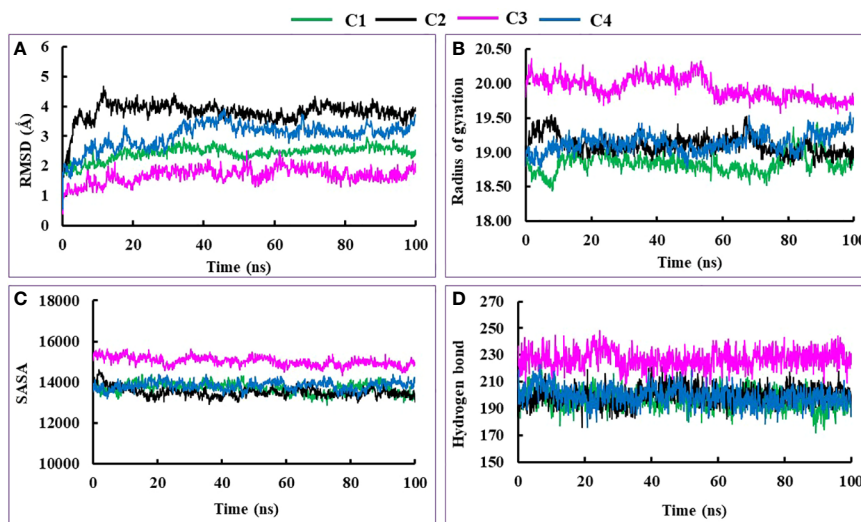 C1 C2 C3 C4
A
6
5
4
3
2
1
0
RMSD (Å)
0 20 40 60 80 100
Time (ns)
B
20.50
20.00
19.50
19.00
18.50
18.00
Radius of gyration
0 20 40 60 80 100
Time (ns)
C
18000
16000
14000
12000
10000
SASA
0 20 40 60 80 100
Time (ns)
D
270
250
230
210
190
170
150
Hydrogen bond
0 20 40 60 80 100
Time (ns)